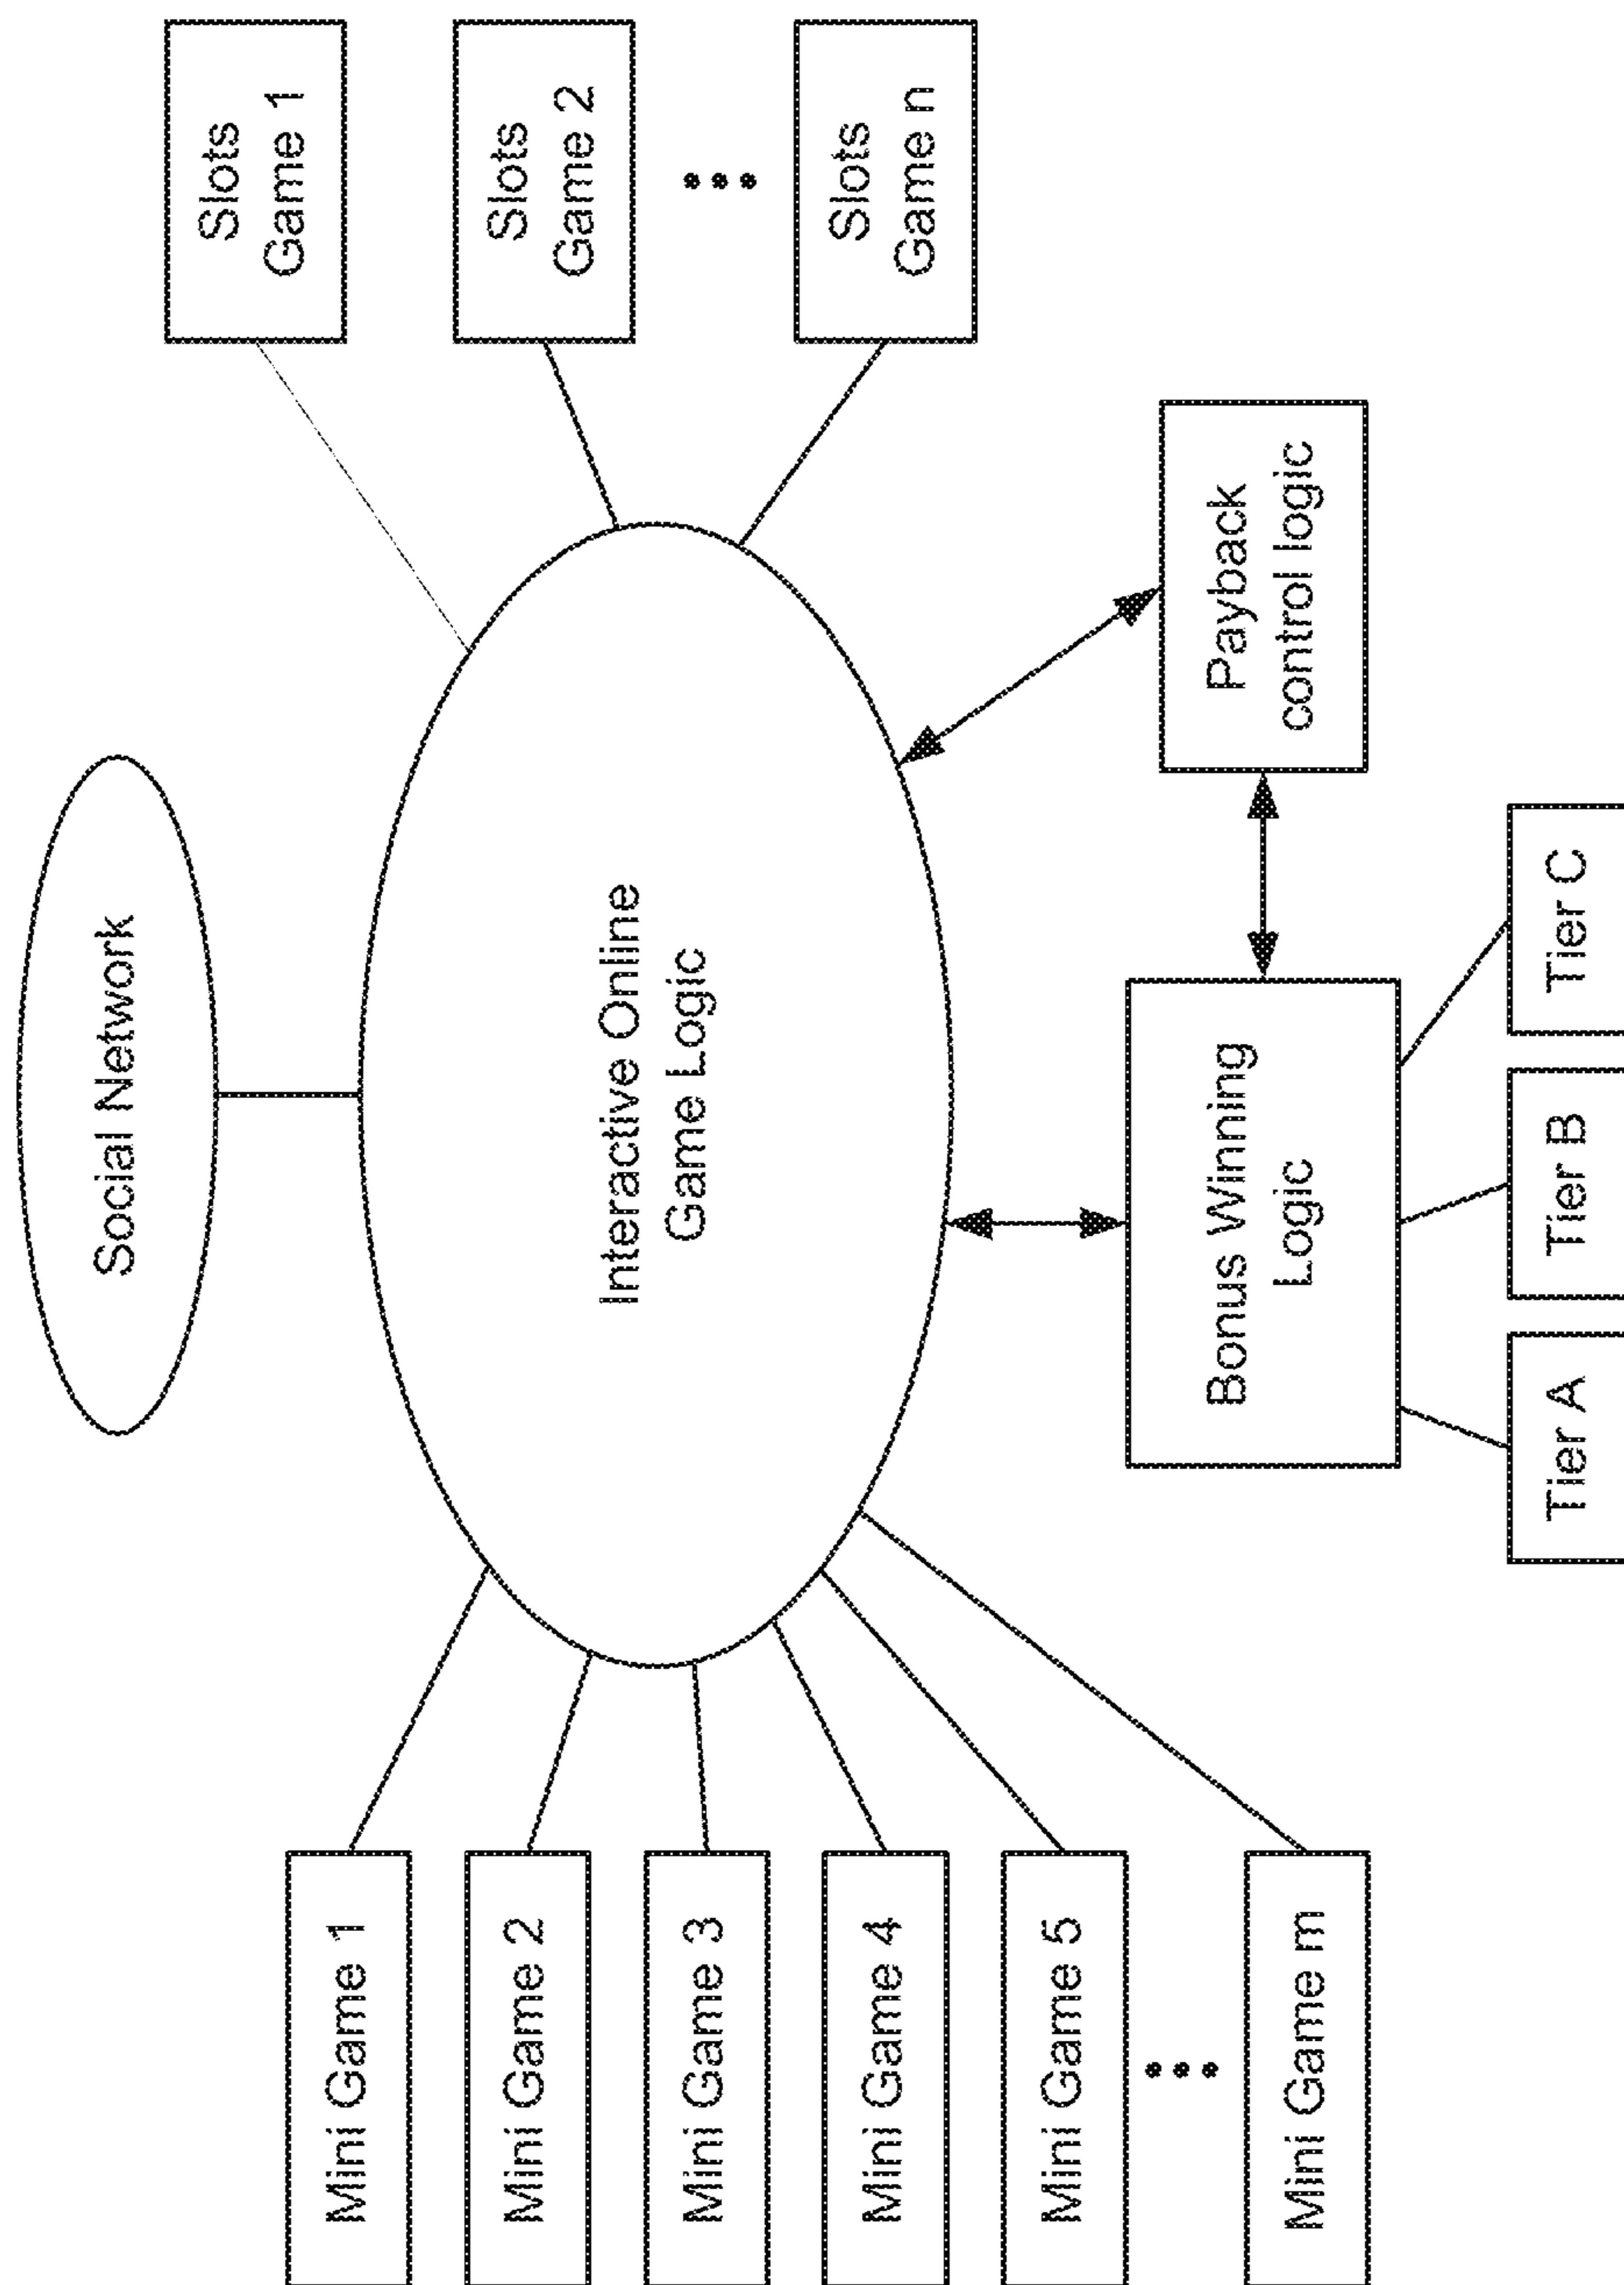 Social Network
Interactive Online
Game Logic
Mini Game 1
Mini Game 2
Mini Game 3
Mini Game 4
Mini Game 5
Mini Game m
Slots
Game 1
Slots
Game 2
Slots
Game n
Bonus Winning
Logic
Payback
control logic
Tier A
Tier B
Tier C